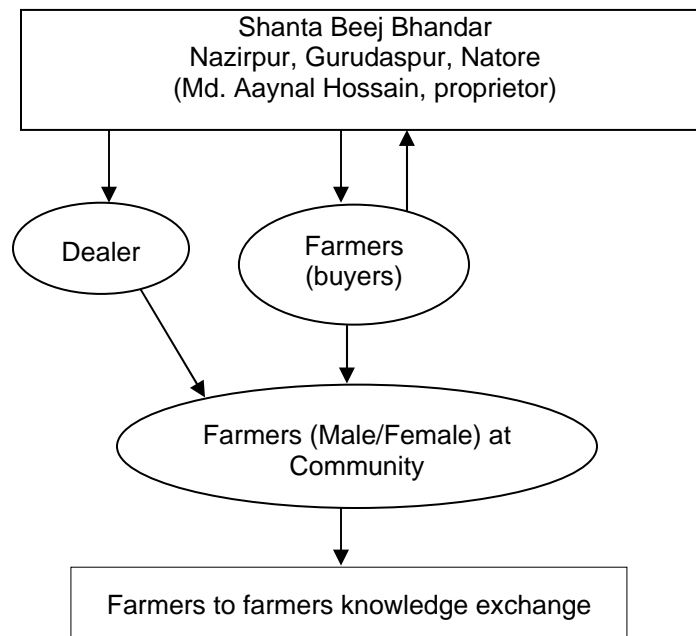 Shanta Beej Bhandar
Nazirpur, Gurudaspur, Natore
(Md. Aaynal Hossain, proprietor)
Dealer
Farmers
(buyers)
Farmers (Male/Female) at
Community
Farmers to farmers knowledge exchange